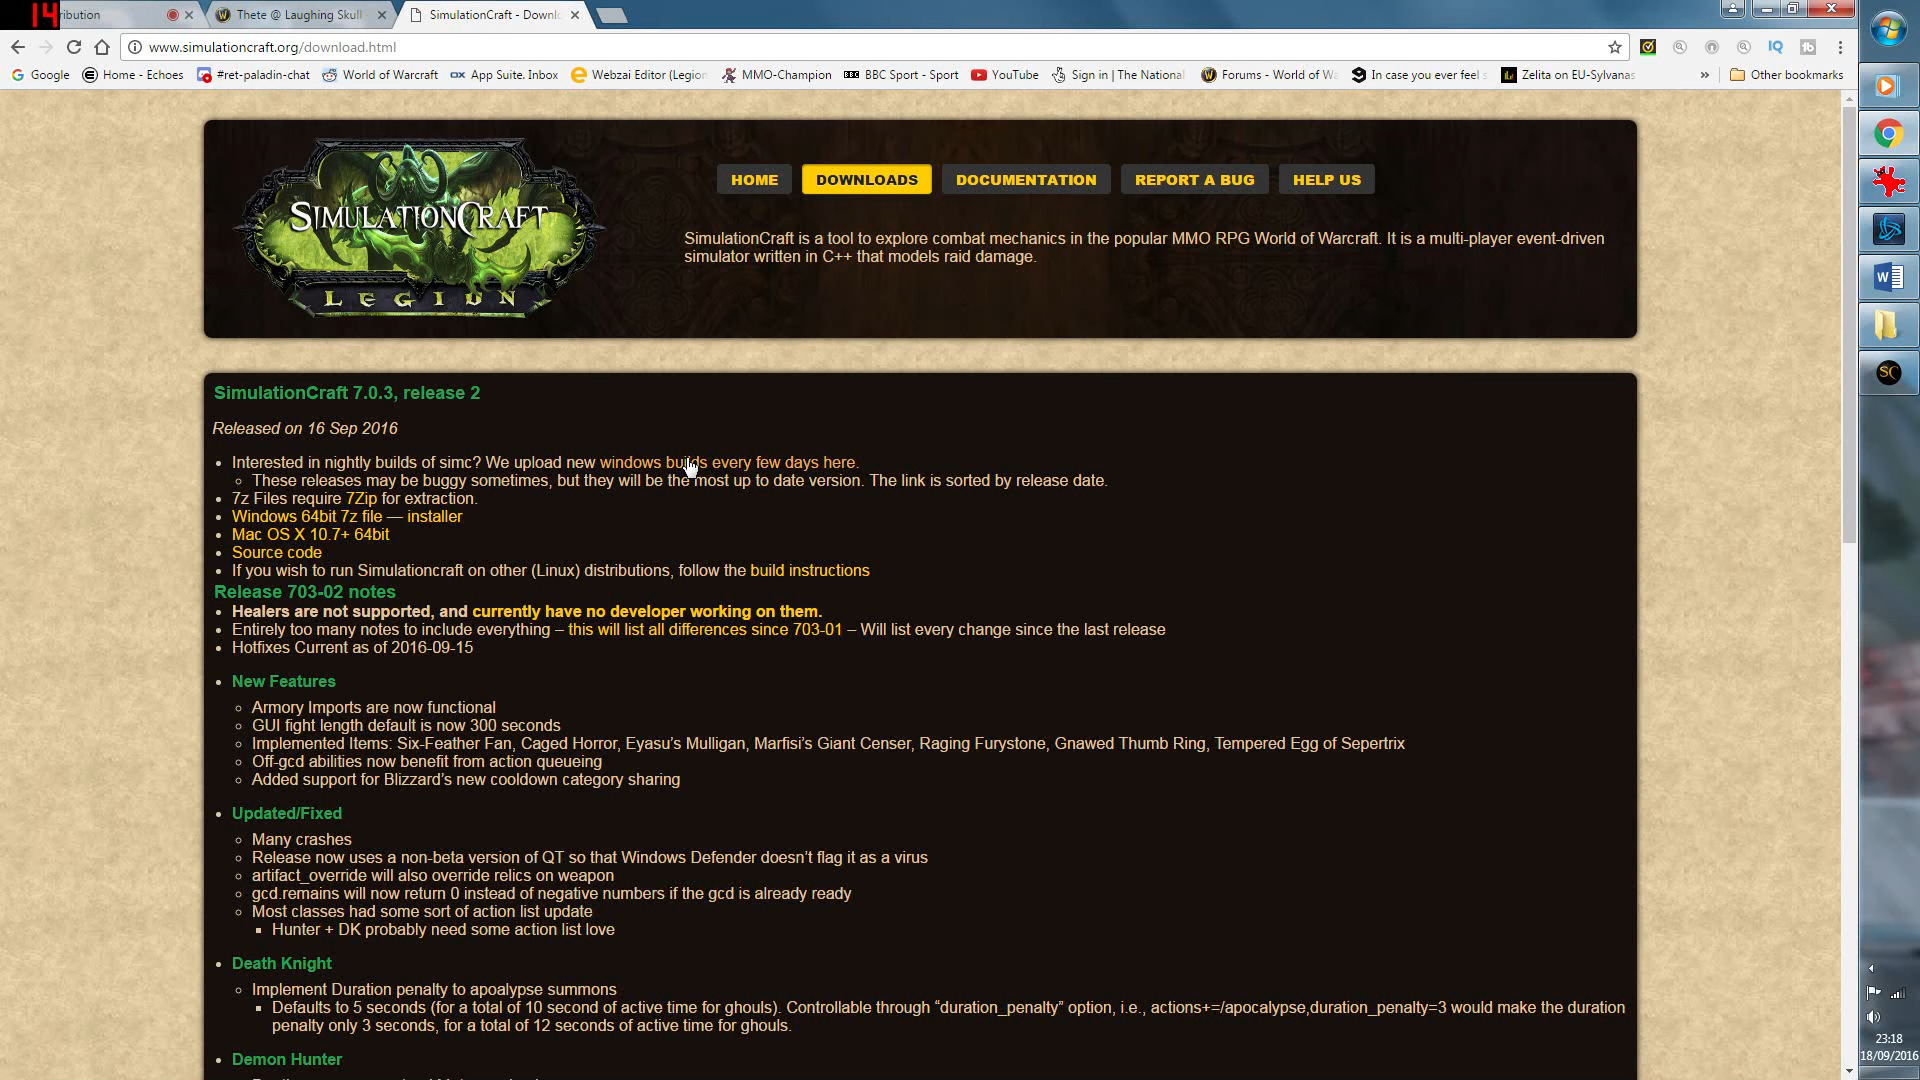 14
ribution
Thete @ Laughing Skull
SimulationCraft - Downl
www.simulationcraft.org/download.html
Google
Home - Echoes
#ret-paladin-chat
World of Warcraft
App Suite. Inbox
Webzai Editor (Legion
MMO-Champion
BBC Sport - Sport
YouTube
Sign in | The National
Forums - World of Wa
In case you ever feel s
Zelita on EU-Sylvanas
»
Other bookmarks
SIMULATIONCRAFT
LEGION
HOME
DOWNLOADS
DOCUMENTATION
REPORT A BUG
HELP US
SimulationCraft is a tool to explore combat mechanics in the popular MMO RPG World of Warcraft. It is a multi-player event-driven
simulator written in C++ that models raid damage.
SimulationCraft 7.0.3, release 2
Released on 16 Sep 2016
Interested in nightly builds of simc? We upload new windows builds every few days here.
These releases may be buggy sometimes, but they will be the most up to date version. The link is sorted by release date.
7z Files require 7Zip for extraction.
Windows 64bit 7z file — installer
Mac OS X 10.7+ 64bit
Source code
If you wish to run Simulationcraft on other (Linux) distributions, follow the build instructions
Release 703-02 notes
Healers are not supported, and currently have no developer working on them.
Entirely too many notes to include everything – this will list all differences since 703-01 – Will list every change since the last release
Hotfixes Current as of 2016-09-15
New Features
Armory Imports are now functional
GUI fight length default is now 300 seconds
Implemented Items: Six-Feather Fan, Caged Horror, Eyasu's Mulligan, Marfisi's Giant Censer, Raging Furystone, Gnawed Thumb Ring, Tempered Egg of Sepertrix
Off-gcd abilities now benefit from action queueing
Added support for Blizzard's new cooldown category sharing
Updated/Fixed
Many crashes
Release now uses a non-beta version of QT so that Windows Defender doesn't flag it as a virus
artifact_override will also override relics on weapon
gcd.remains will now return 0 instead of negative numbers if the gcd is already ready
Most classes had some sort of action list update
Hunter + DK probably need some action list love
Death Knight
Implement Duration penalty to apoalypse summons
Defaults to 5 seconds (for a total of 10 second of active time for ghouls). Controllable through “duration_penalty” option, i.e., actions+=/apocalypse,duration_penalty=3 would make the duration
penalty only 3 seconds, for a total of 12 seconds of active time for ghouls.
Demon Hunter
23:18
18/09/2016